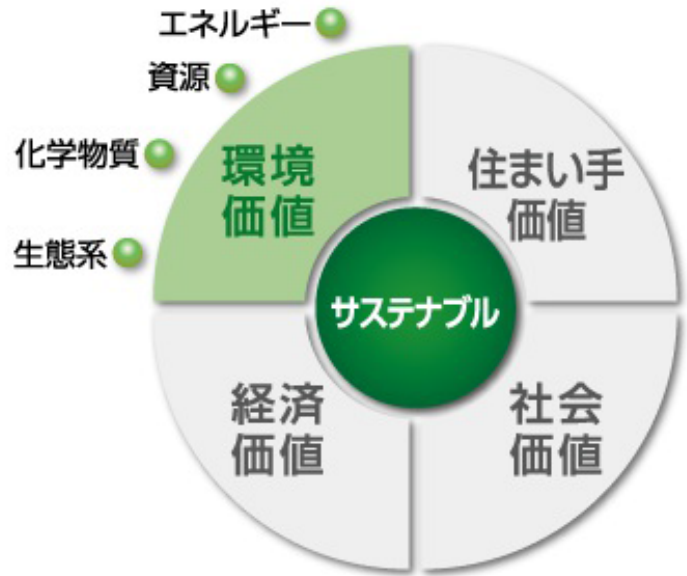 エネルギー
資源
化学物質
生態系
環境
価値
住まい手
価値
サステナブル
経済
価値
社会
価値